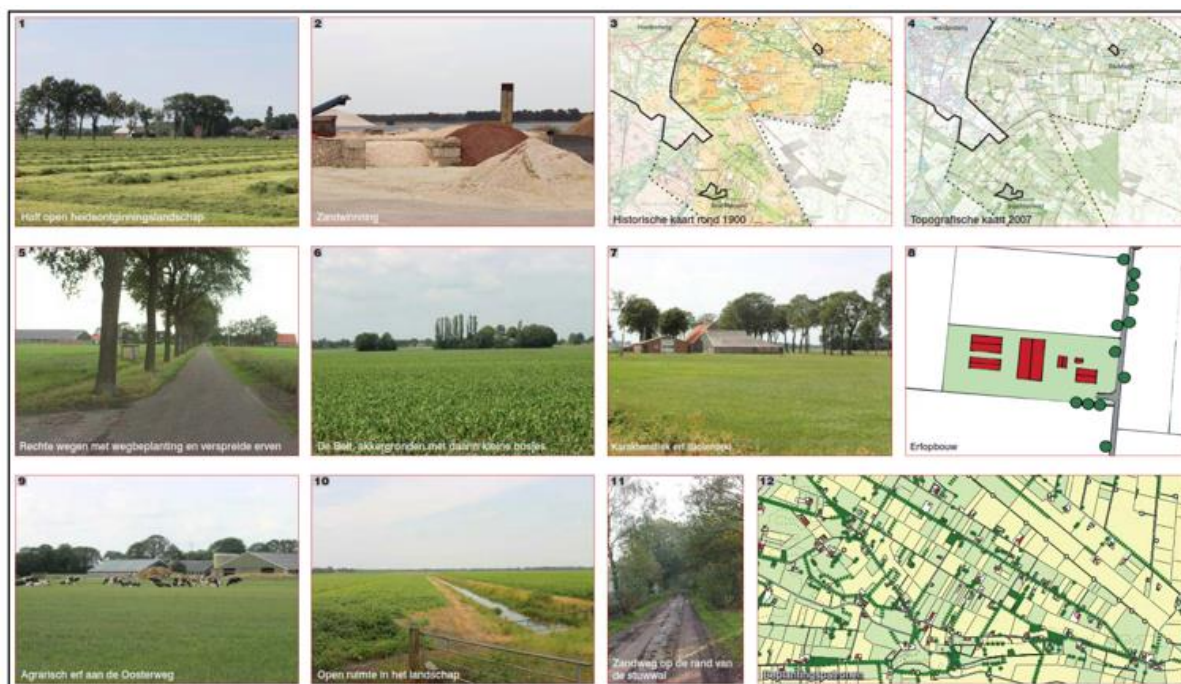 1
Half open heideontginningslandschap
2
Zandwinning
3
Hardenberg
Historische kaart rond 1900
4
Hardenberg
Topografische kaart 2007
5
Rechte wegen met wegbeplanting en verspreide erven
6
De Belt, akkergronden met daarin kleine bosjes
7
Karakteristiek erf
8
Erfopbouw
9
Agrarisch erf aan de Oosterweg
10
Open ruimte in het landschap
11
Zandweg op de rand van
de stuwwal
12
Beplantingspatronen